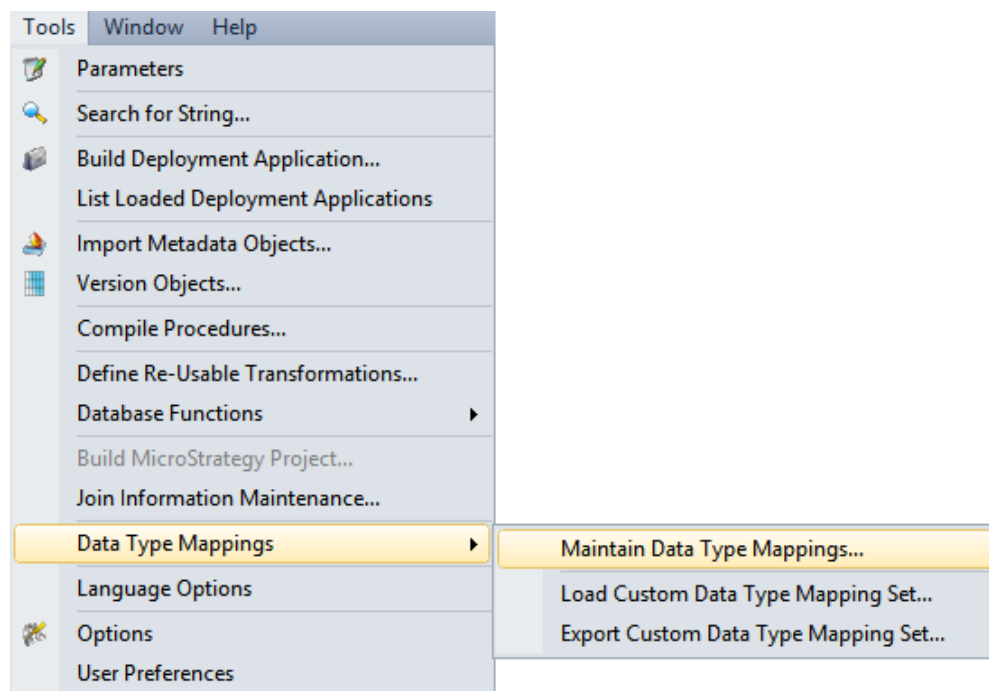 Tools Window Help
Parameters
Search for String...
Build Deployment Application...
List Loaded Deployment Applications
Import Metadata Objects...
Version Objects...
Compile Procedures...
Define Re-Usable Transformations...
Database Functions
Build MicroStrategy Project...
Join Information Maintenance...
Data Type Mappings
Maintain Data Type Mappings...
Language Options
Load Custom Data Type Mapping Set...
Options
Export Custom Data Type Mapping Set...
User Preferences